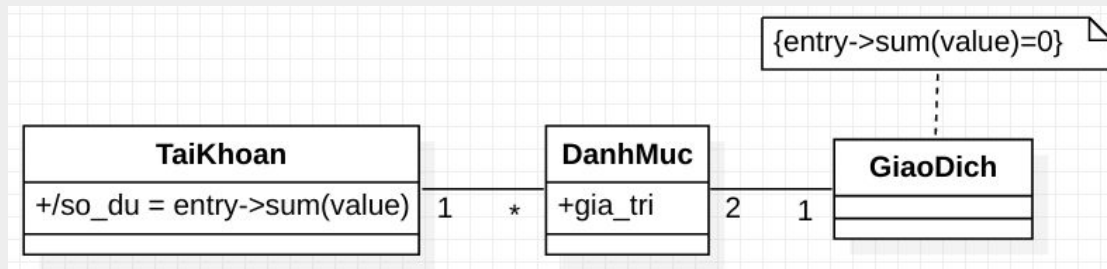 {entry->sum(value)=0}
TaiKhoan
+/so_du = entry->sum(value)
1
*
DanhMuc
+gia_tri
2
1
GiaoDich